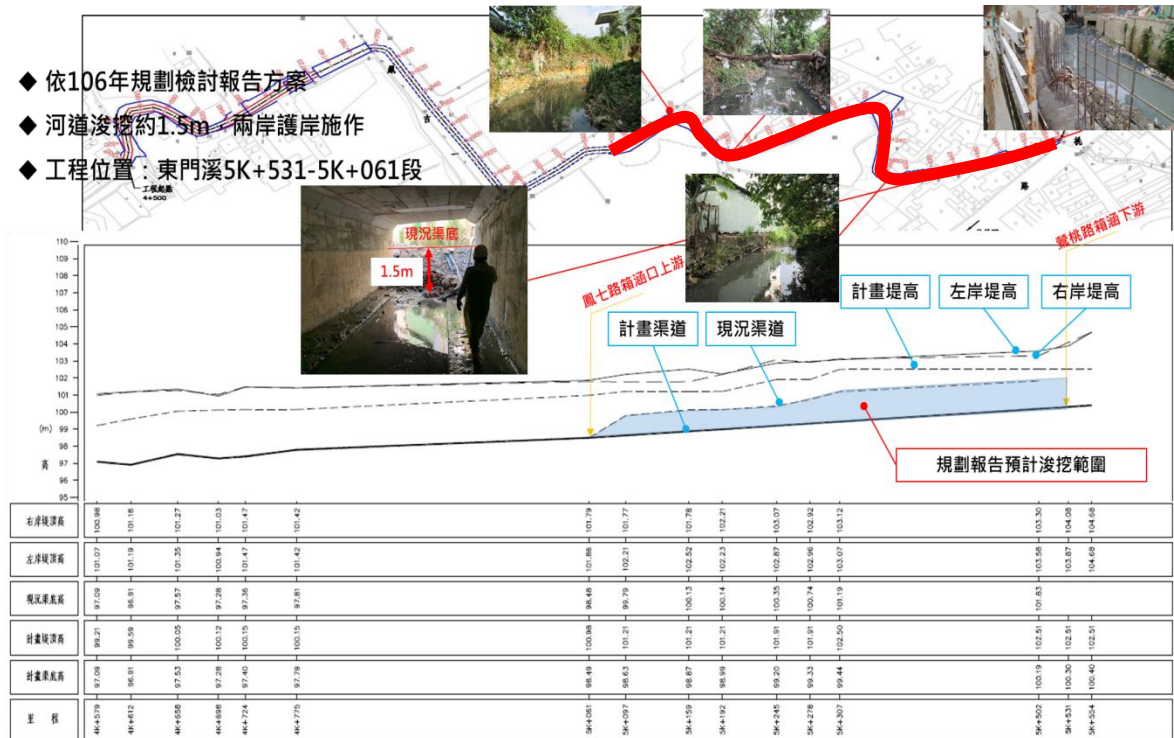 ◆ 依106年規劃檢討報告方案
◆ 河道浚挖約1.5m，兩岸護岸施作
◆ 工程位置：東門溪5K+531-5K+061段
工程起點
4+500
鳳
吉
桃
路
現況渠底
1.5m
鳳七路箱涵口上游
鶯桃路箱涵下游
計畫渠道
現況渠道
計畫堤高
左岸堤高
右岸堤高
規劃報告預計浚挖範圍
110
109
108
107
106
105
104
103
102
101
100
(m)
99
98
高
97
96
95
右岸堤頂高 100.98 101.18 101.27 101.03 101.47 101.42 101.79 101.77 101.78 102.21 103.07 102.92 103.12 103.30 104.08 104.68
左岸堤頂高 101.07 101.19 101.35 100.94 101.47 101.42 101.86 102.21 102.52 102.23 102.87 102.96 103.07 103.58 103.87 104.68
現況渠底高 97.09 96.91 97.57 97.28 97.36 97.81 98.48 99.79 100.13 100.14 100.35 100.74 101.19 101.83
計畫堤頂高 99.21 99.59 100.05 100.12 100.15 100.15 100.98 101.21 101.21 101.21 101.91 101.91 102.50 102.51 102.51 102.51
計畫渠底高 97.09 96.91 97.53 97.28 97.40 97.79 98.49 98.63 98.87 98.99 99.20 99.33 99.44 100.19 100.30 100.40
里 程 4K+579 4K+612 4K+658 4K+698 4K+724 4K+775 5K+061 5K+097 5K+159 5K+192 5K+245 5K+278 5K+307 5K+502 5K+531 5K+554